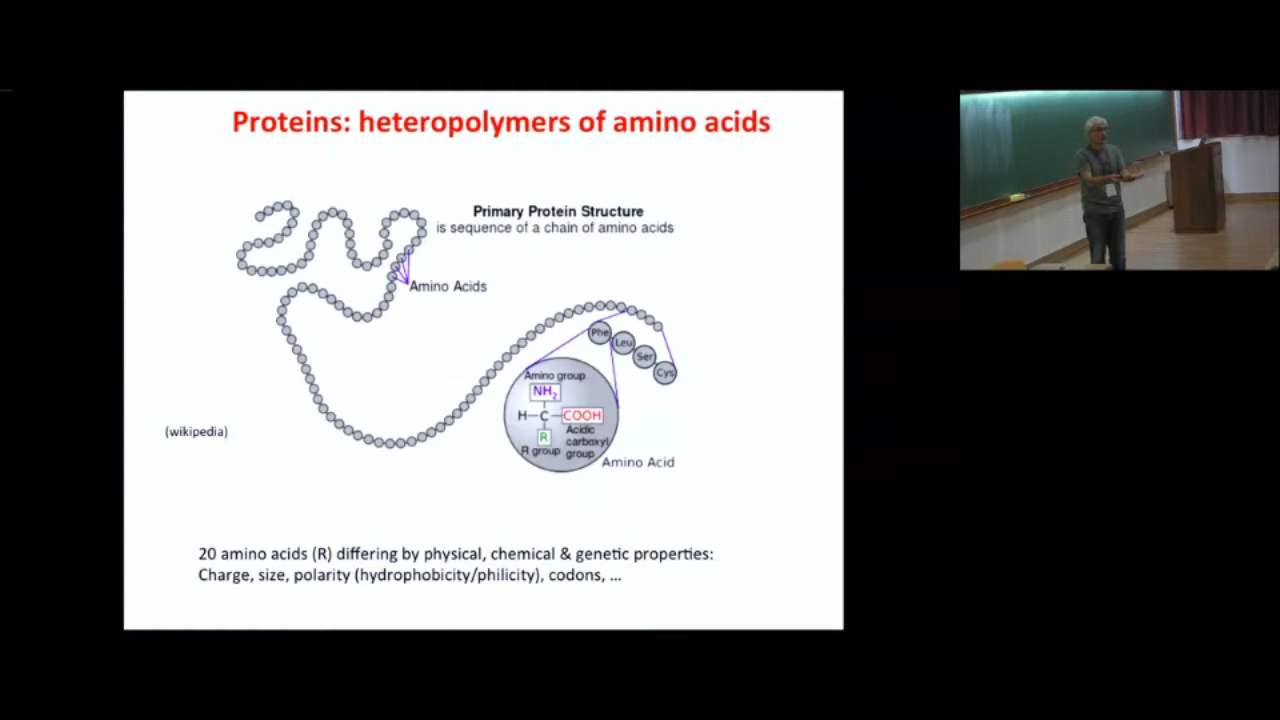 Proteins: heteropolymers of amino acids
Primary Protein Structure
is sequence of a chain of amino acids
Amino Acids
Phe
Leu
Ser
Cys
Amino group
NH2
H–C–COOH
Acidic
carboxyl
group
R
R group
Amino Acid
(wikipedia)
20 amino acids (R) differing by physical, chemical & genetic properties:
Charge, size, polarity (hydrophobicity/philicity), codons, ...